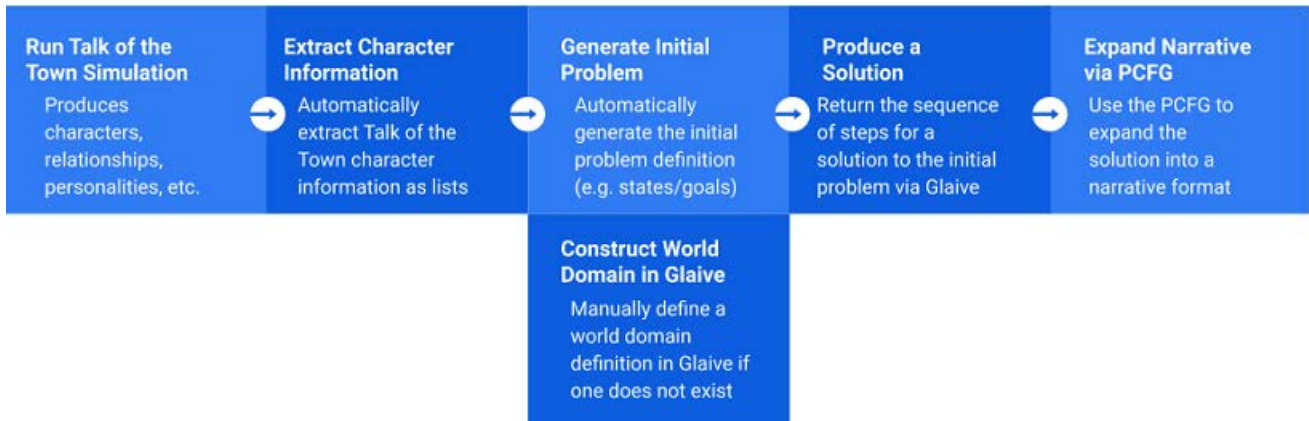 Run Talk of the
Town Simulation
Produces
characters,
relationships,
personalities, etc.
Extract Character
Information
Automatically
extract Talk of the
Town character
information as lists
Generate Initial
Problem
Automatically
generate the initial
problem definition
(e.g. states/goals)
Produce a
Solution
Return the sequence
of steps for a
solution to the initial
problem via Glaive
Expand Narrative
via PCFG
Use the PCFG to
expand the
solution into a
narrative format
Construct World
Domain in Glaive
Manually define a
world domain
definition in Glaive if
one does not exist